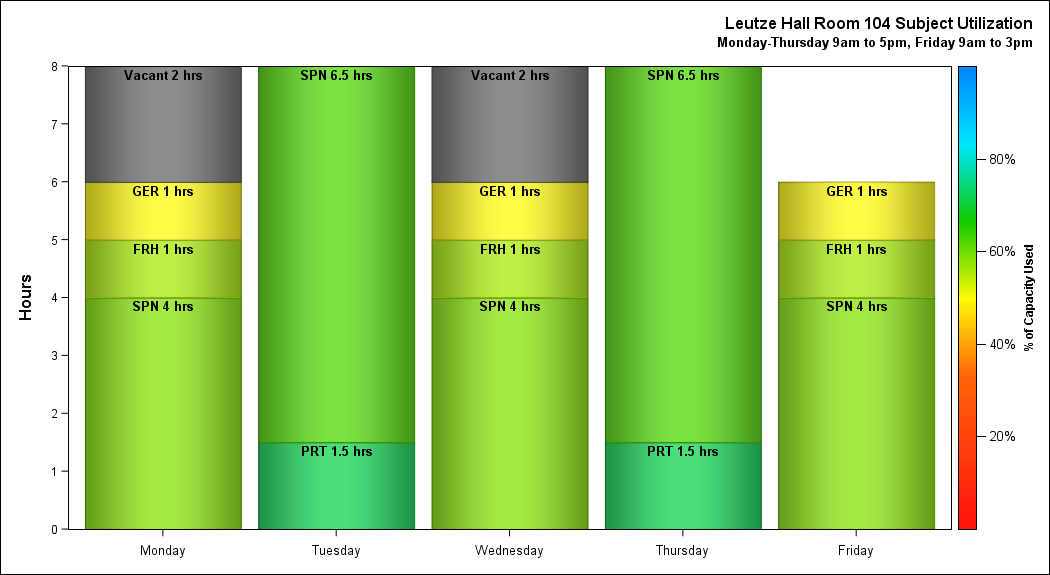 Leutze Hall Room 104 Subject Utilization
Monday-Thursday 9am to 5pm, Friday 9am to 3pm
Hours
8
7
6
5
4
3
2
1
0
Vacant 2 hrs
GER 1 hrs
FRH 1 hrs
SPN 4 hrs
SPN 6.5 hrs
PRT 1.5 hrs
Vacant 2 hrs
GER 1 hrs
FRH 1 hrs
SPN 4 hrs
SPN 6.5 hrs
PRT 1.5 hrs
GER 1 hrs
FRH 1 hrs
SPN 4 hrs
Monday
Tuesday
Wednesday
Thursday
Friday
80%
60%
40%
20%
% of Capacity Used